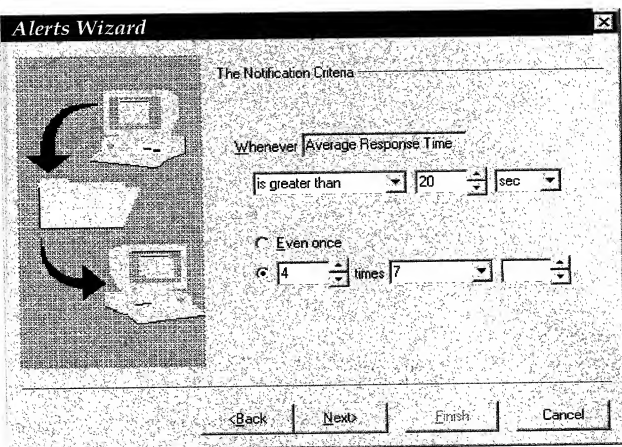 Alerts Wizard
The Notification Criteria
Whenever Average Response Time
is greater than 20 sec
Even once
4 times 7
<Back Next> Finish Cancel